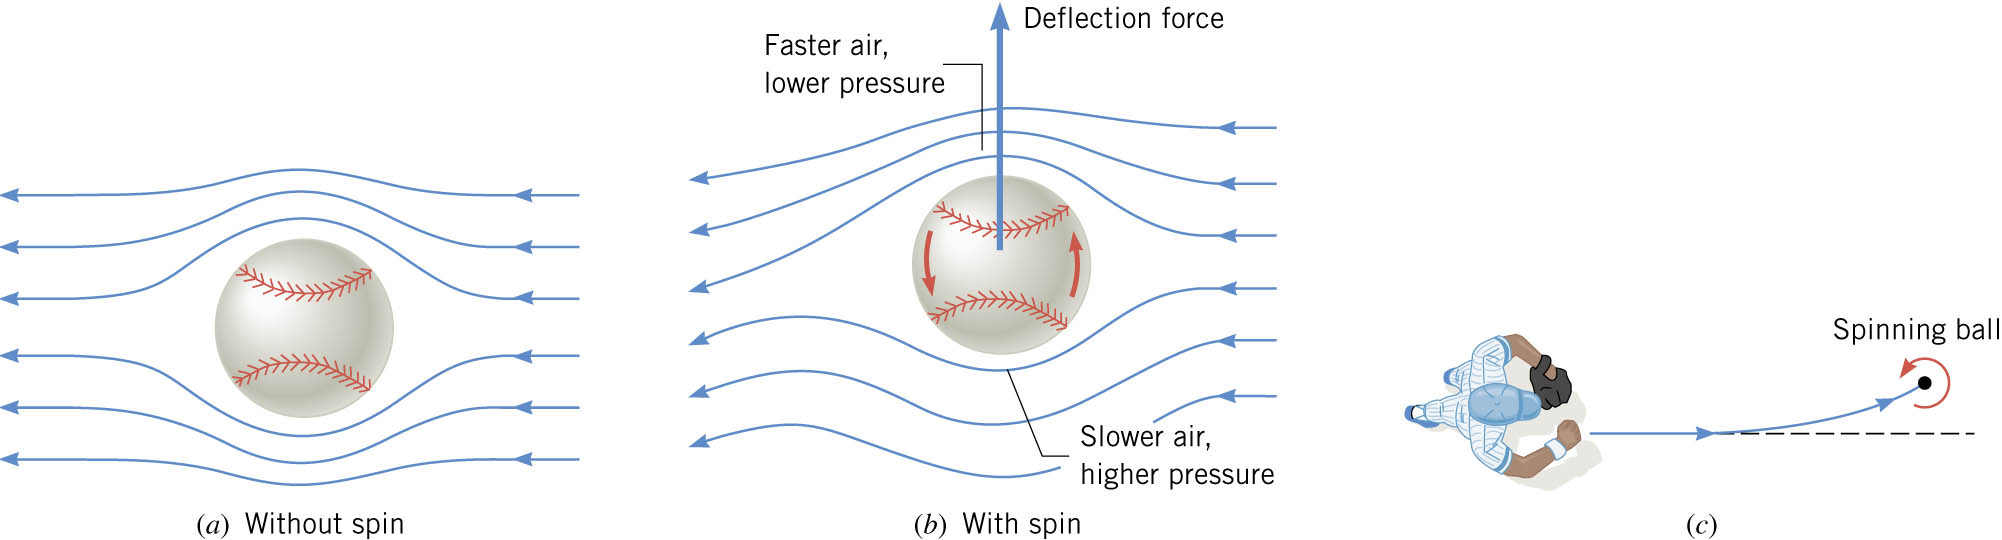 Deflection force
Faster air,
lower pressure
Slower air,
higher pressure
Spinning ball
(a) Without spin
(b) With spin
(c)